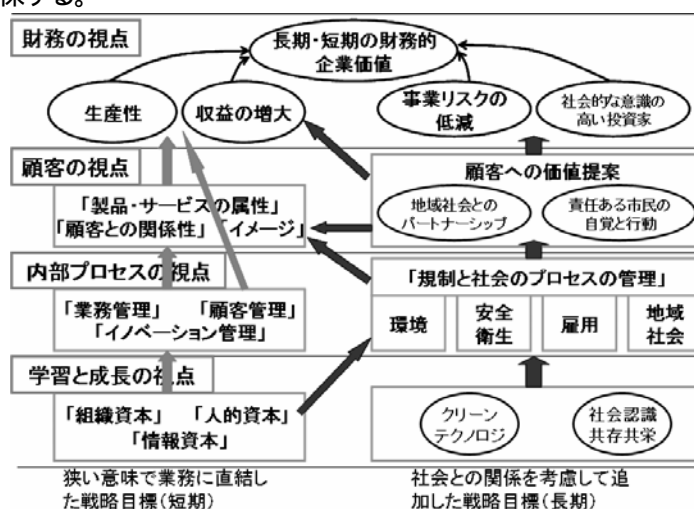 保する。
財務の視点
長期・短期の財務的
企業価値
生産性
収益の増大
事業リスクの
低減
社会的な意識の
高い投資家
顧客の視点
顧客への価値提案
「製品・サービスの属性」
「顧客との関係性」「イメージ」
地域社会との
パートナーシップ
責任ある市民の
自覚と行動
内部プロセスの視点
「規制と社会のプロセスの管理」
「業務管理」 「顧客管理」
「イノベーション管理」
環境
安全
衛生
雇用
地域
社会
学習と成長の視点
「組織資本」 「人的資本」
「情報資本」
クリーン
テクノロジ
社会認識
共存共栄
狭い意味で業務に直結し
た戦略目標(短期)
社会との関係を考慮して追
加した戦略目標(長期)